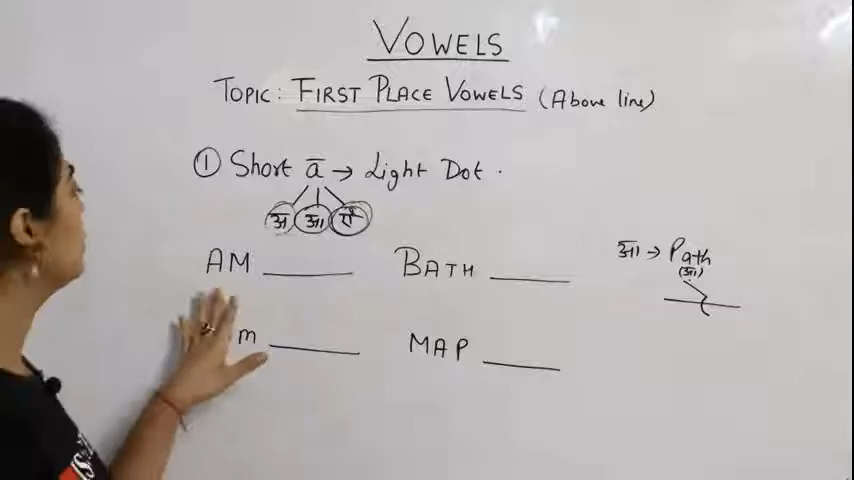 VOWELS
TOPIC: FIRST PLACE VOWELS (Above line)
① Short ā → Light Dot .
अ आ ऐ
AM ______ BATH ______
आ → Path
(आ)
m ______ MAP ______